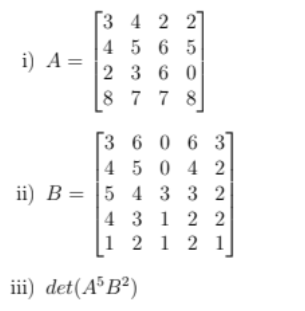 i) A = [3 4 2 2
4 5 6 5
2 3 6 0
8 7 7 8]
ii) B = [3 6 0 6 3
4 5 0 4 2
5 4 3 3 2
4 3 1 2 2
1 2 1 2 1]
iii) det(A⁵B²)